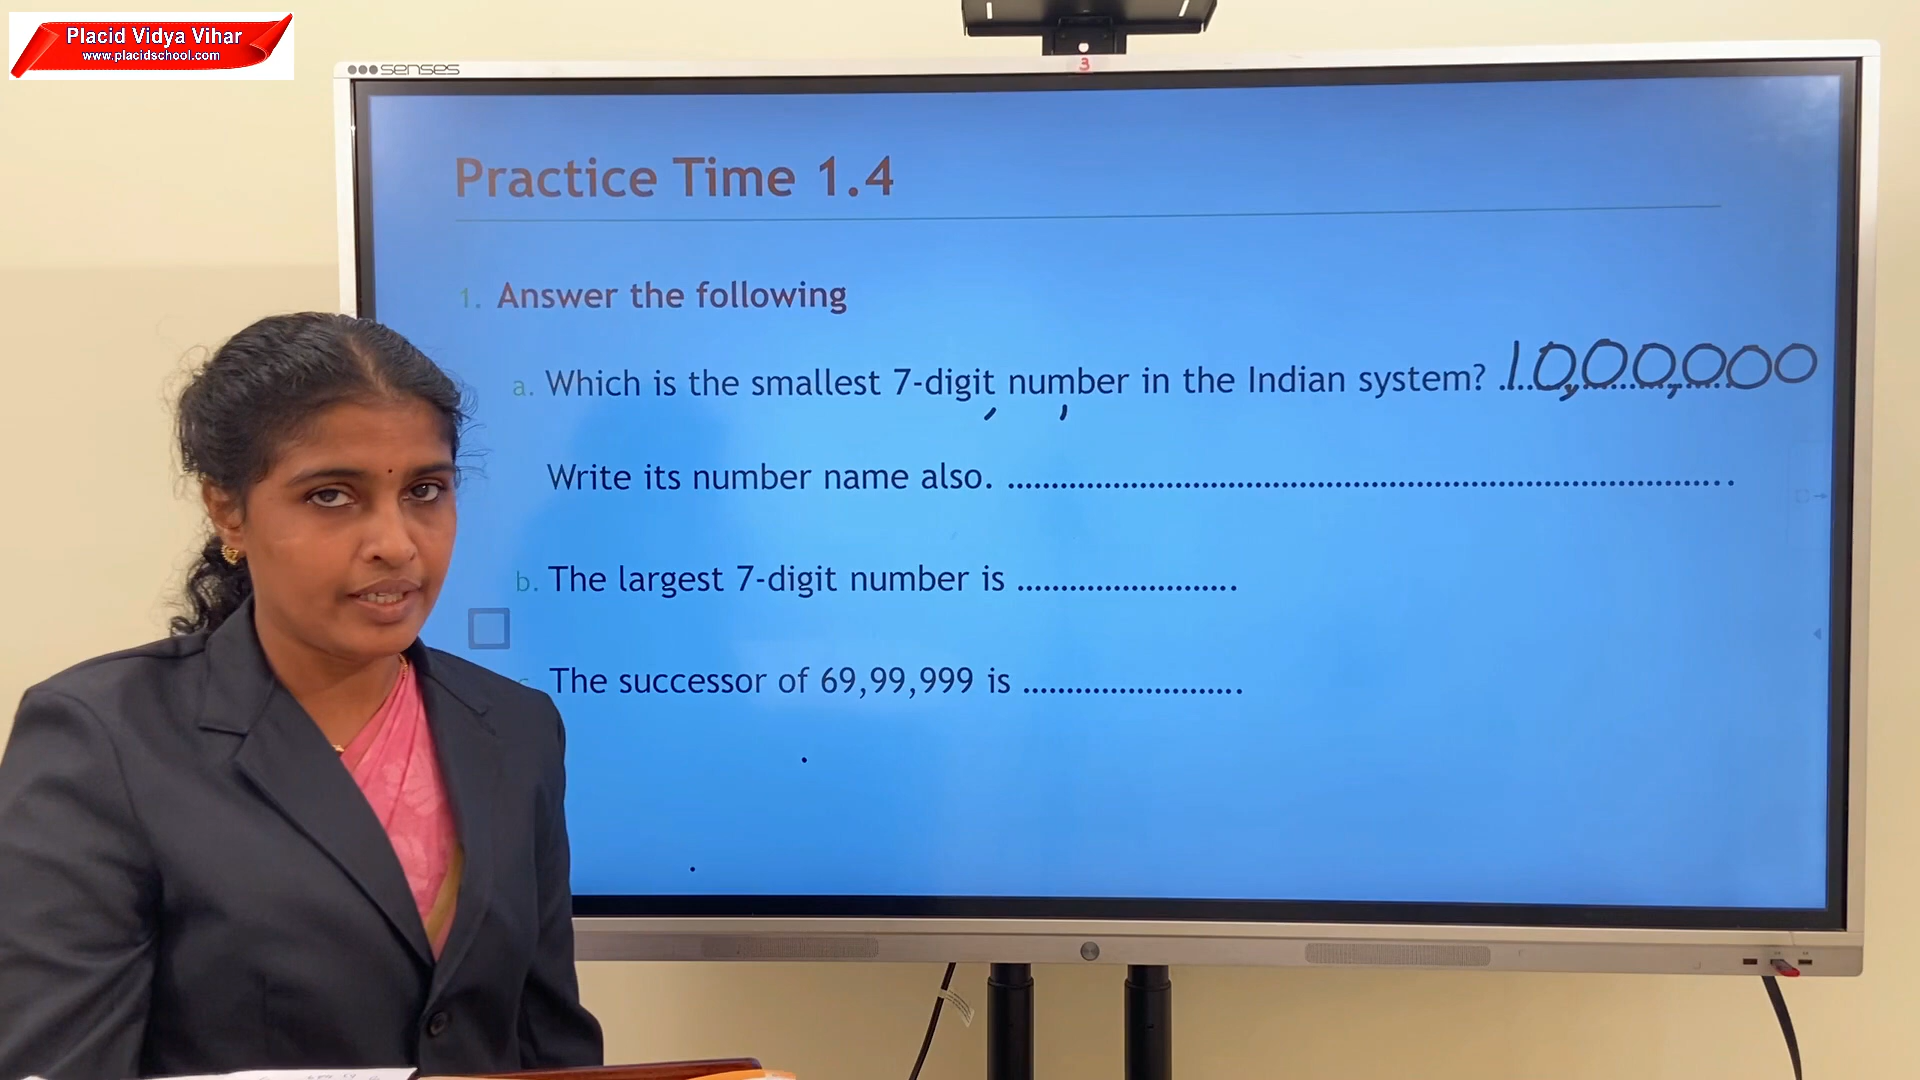 Placid Vidya Vihar
www.placidschool.com
senses
3
Practice Time 1.4
1. Answer the following
a. Which is the smallest 7-digit number in the Indian system? 10,00,000
Write its number name also. ................................................................................
b. The largest 7-digit number is ........................
c. The successor of 69,99,999 is ........................